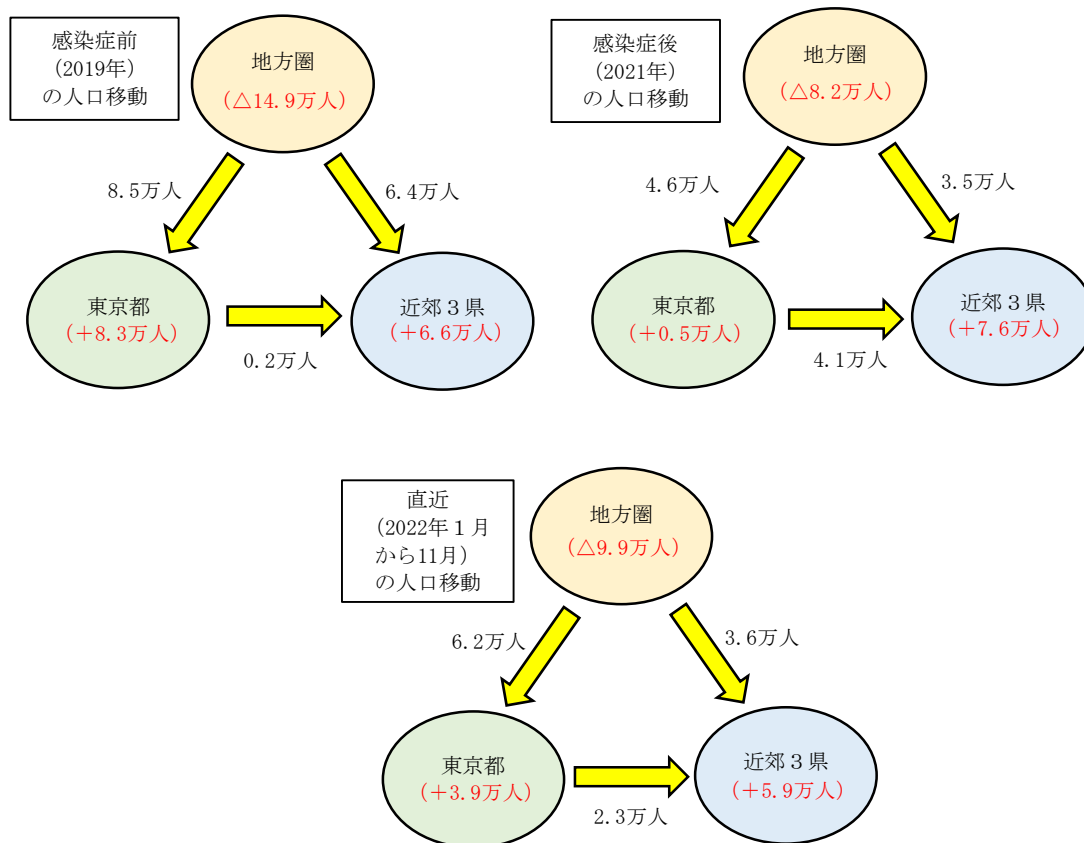 感染症前
（2019年）
の人口移動
地方圏
（△14.9万人）
8.5万人
6.4万人
東京都
（＋8.3万人）
0.2万人
近郊３県
（＋6.6万人）
感染症後
（2021年）
の人口移動
地方圏
（△8.2万人）
4.6万人
3.5万人
東京都
（＋0.5万人）
4.1万人
近郊３県
（＋7.6万人）
直近
（2022年１月
から11月）
の人口移動
地方圏
（△9.9万人）
6.2万人
3.6万人
東京都
（＋3.9万人）
2.3万人
近郊３県
（＋5.9万人）